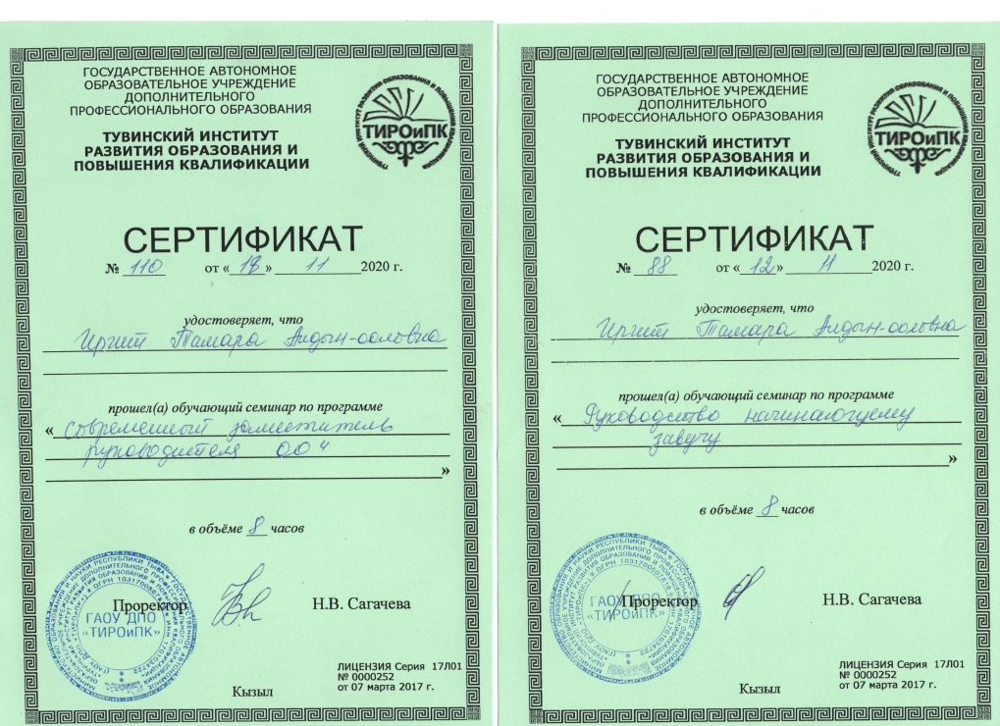 ГОСУДАРСТВЕННОЕ АВТОНОМНОЕ
ОБРАЗОВАТЕЛЬНОЕ УЧРЕЖДЕНИЕ
ДОПОЛНИТЕЛЬНОГО
ПРОФЕССИОНАЛЬНОГО ОБРАЗОВАНИЯ
ТУВИНСКИЙ ИНСТИТУТ
РАЗВИТИЯ ОБРАЗОВАНИЯ И
ПОВЫШЕНИЯ КВАЛИФИКАЦИИ
ТИРОиПК
СЕРТИФИКАТ
№ 110 от « 18 » 11 2020 г.
удостоверяет, что
Иргит Тамара Айдын-ооловна
прошел(а) обучающий семинар по программе
« Современный заместитель
руководителя ОО "
»
в объёме 8 часов
Проректор Н.В. Сагачева
ГАОУ ДПО
«ТИРОиПК»
ЛИЦЕНЗИЯ Серия 17Л01
№ 0000252
от 07 марта 2017 г.
Кызыл
ГОСУДАРСТВЕННОЕ АВТОНОМНОЕ
ОБРАЗОВАТЕЛЬНОЕ УЧРЕЖДЕНИЕ
ДОПОЛНИТЕЛЬНОГО
ПРОФЕССИОНАЛЬНОГО ОБРАЗОВАНИЯ
ТУВИНСКИЙ ИНСТИТУТ
РАЗВИТИЯ ОБРАЗОВАНИЯ И
ПОВЫШЕНИЯ КВАЛИФИКАЦИИ
ТИРОиПК
СЕРТИФИКАТ
№ 88 от « 12 » 11 2020 г.
удостоверяет, что
Иргит Тамара Айдын-ооловна
прошел(а) обучающий семинар по программе
« Руководство начинающему
завучу
»
в объёме 8 часов
Проректор Н.В. Сагачева
ГАОУ ДПО
«ТИРОиПК»
ЛИЦЕНЗИЯ Серия 17Л01
№ 0000252
от 07 марта 2017 г.
Кызыл